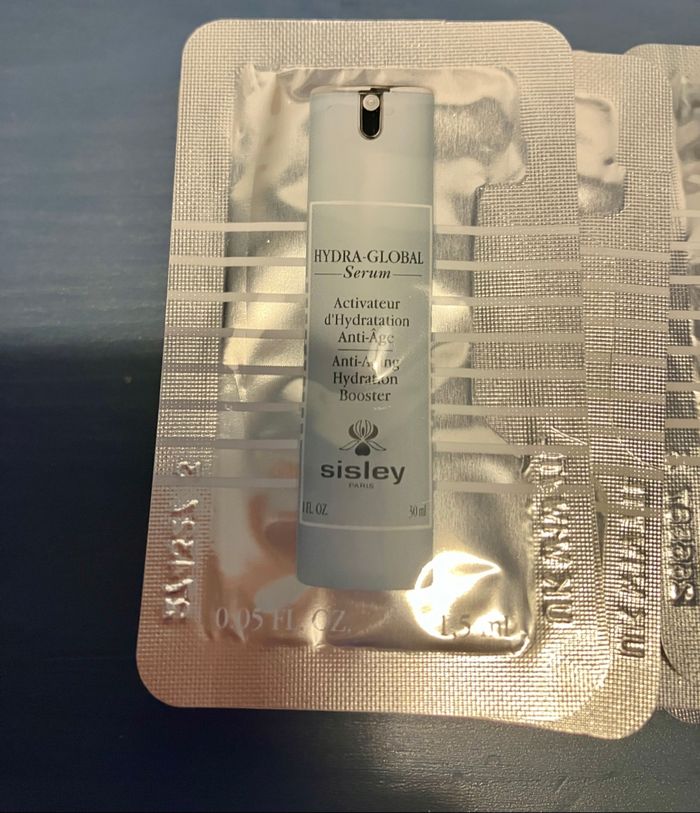 HYDRA-GLOBAL
Serum
Activateur
d'Hydratation
Anti-Âge
Anti-Aging
Hydration
Booster
sisley
PARIS
1 FL OZ.
30 ml
0.05 FL. OZ.
1,5 mL